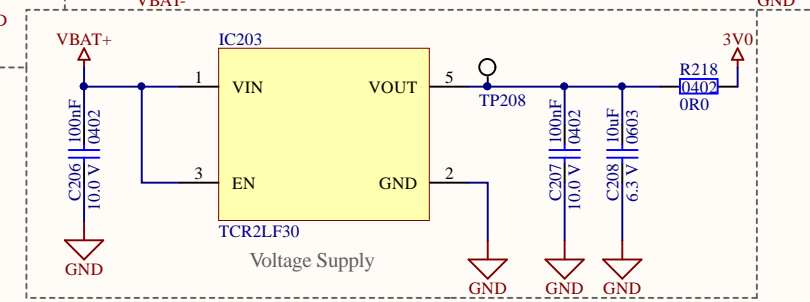 VBAT-
GND
D
VBAT+
IC203
3V0
1
VIN
VOUT
5
TP208
R218
0402
0R0
C206
100nF
10.0 V
0402
C207
100nF
10.0 V
0402
C208
10uF
6.3 V
0603
3
EN
GND
2
TCR2LF30
Voltage Supply
GND
GND
GND
GND